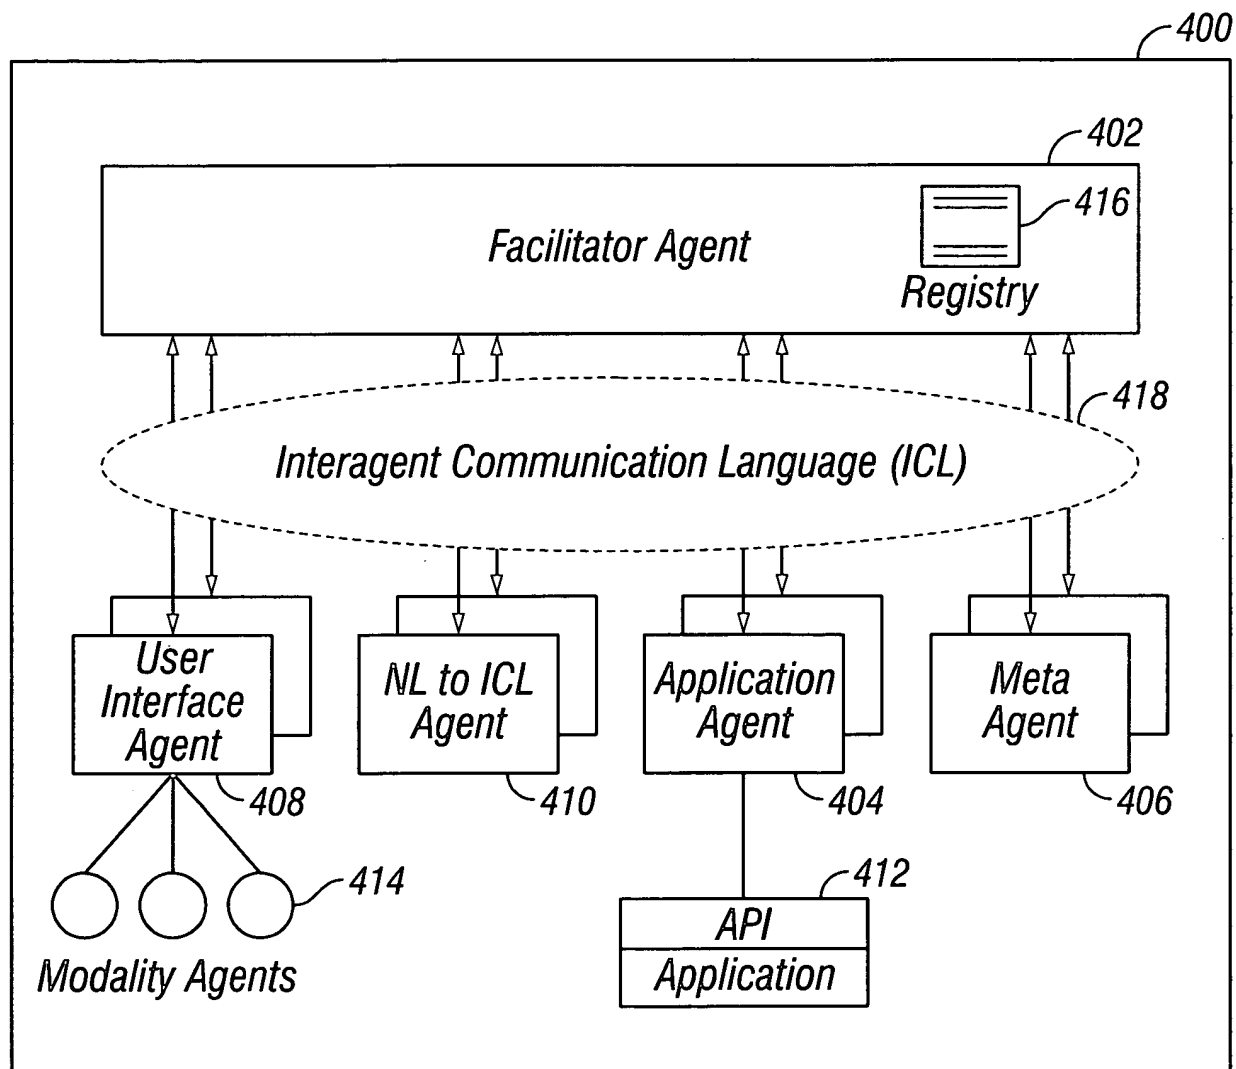 400
402
416
Facilitator Agent
Registry
418
Interagent Communication Language (ICL)
User
Interface
Agent
NL to ICL
Agent
Application
Agent
Meta
Agent
408
410
404
406
414
412
API
Application
Modality Agents